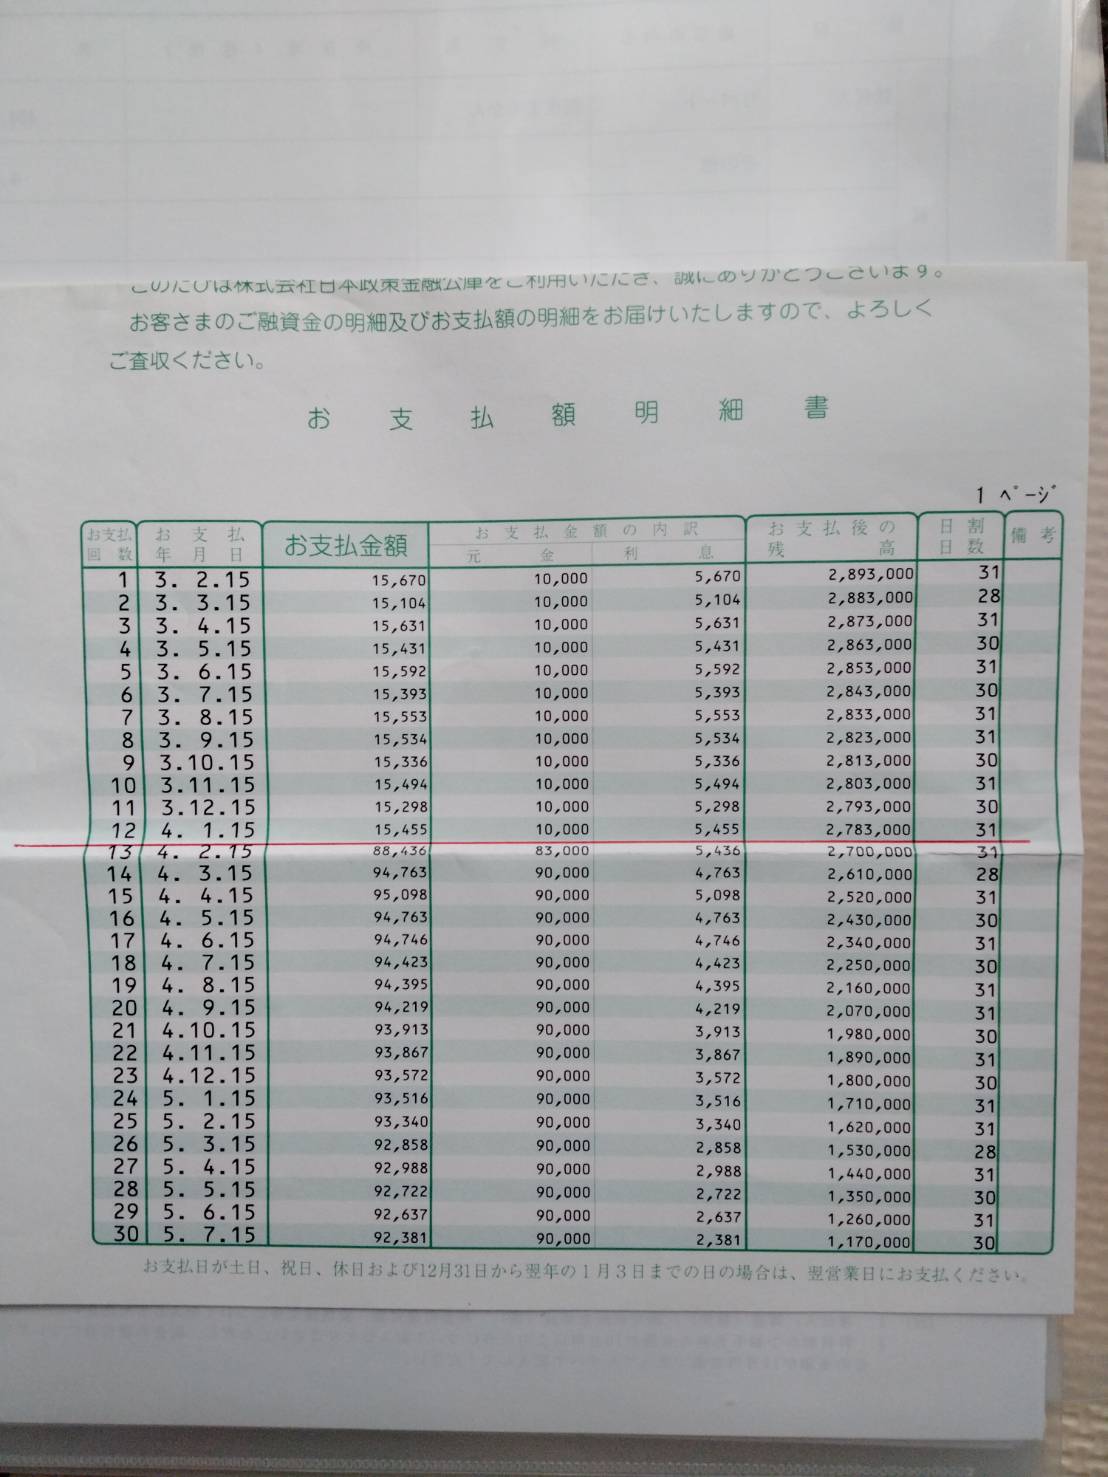 このたびは株式会社日本政策金融公庫をご利用いただき、誠にありがとうございます。
お客さまのご融資金の明細及びお支払額の明細をお届けいたしますので、よろしく
ご査収ください。
お支払額明細書
1 ページ
お支払回数 お支払年月日 お支払金額 お支払金額の内訳 元金 利息 お支払後の残高 日割日数 備考
1 3. 2.15 15,670 10,000 5,670 2,893,000 31
2 3. 3.15 15,104 10,000 5,104 2,883,000 28
3 3. 4.15 15,631 10,000 5,631 2,873,000 31
4 3. 5.15 15,431 10,000 5,431 2,863,000 30
5 3. 6.15 15,592 10,000 5,592 2,853,000 31
6 3. 7.15 15,393 10,000 5,393 2,843,000 30
7 3. 8.15 15,553 10,000 5,553 2,833,000 31
8 3. 9.15 15,534 10,000 5,534 2,823,000 31
9 3.10.15 15,336 10,000 5,336 2,813,000 30
10 3.11.15 15,494 10,000 5,494 2,803,000 31
11 3.12.15 15,298 10,000 5,298 2,793,000 30
12 4. 1.15 15,455 10,000 5,455 2,783,000 31
13 4. 2.15 88,436 83,000 5,436 2,700,000 31
14 4. 3.15 94,763 90,000 4,763 2,610,000 28
15 4. 4.15 95,098 90,000 5,098 2,520,000 31
16 4. 5.15 94,763 90,000 4,763 2,430,000 30
17 4. 6.15 94,746 90,000 4,746 2,340,000 31
18 4. 7.15 94,423 90,000 4,423 2,250,000 30
19 4. 8.15 94,395 90,000 4,395 2,160,000 31
20 4. 9.15 94,219 90,000 4,219 2,070,000 31
21 4.10.15 93,913 90,000 3,913 1,980,000 30
22 4.11.15 93,867 90,000 3,867 1,890,000 31
23 4.12.15 93,572 90,000 3,572 1,800,000 30
24 5. 1.15 93,516 90,000 3,516 1,710,000 31
25 5. 2.15 93,340 90,000 3,340 1,620,000 31
26 5. 3.15 92,858 90,000 2,858 1,530,000 28
27 5. 4.15 92,988 90,000 2,988 1,440,000 31
28 5. 5.15 92,722 90,000 2,722 1,350,000 30
29 5. 6.15 92,637 90,000 2,637 1,260,000 31
30 5. 7.15 92,381 90,000 2,381 1,170,000 30
お支払日が土日、祝日、休日および12月31日から翌年の1月3日までの日の場合は、翌営業日にお支払ください。